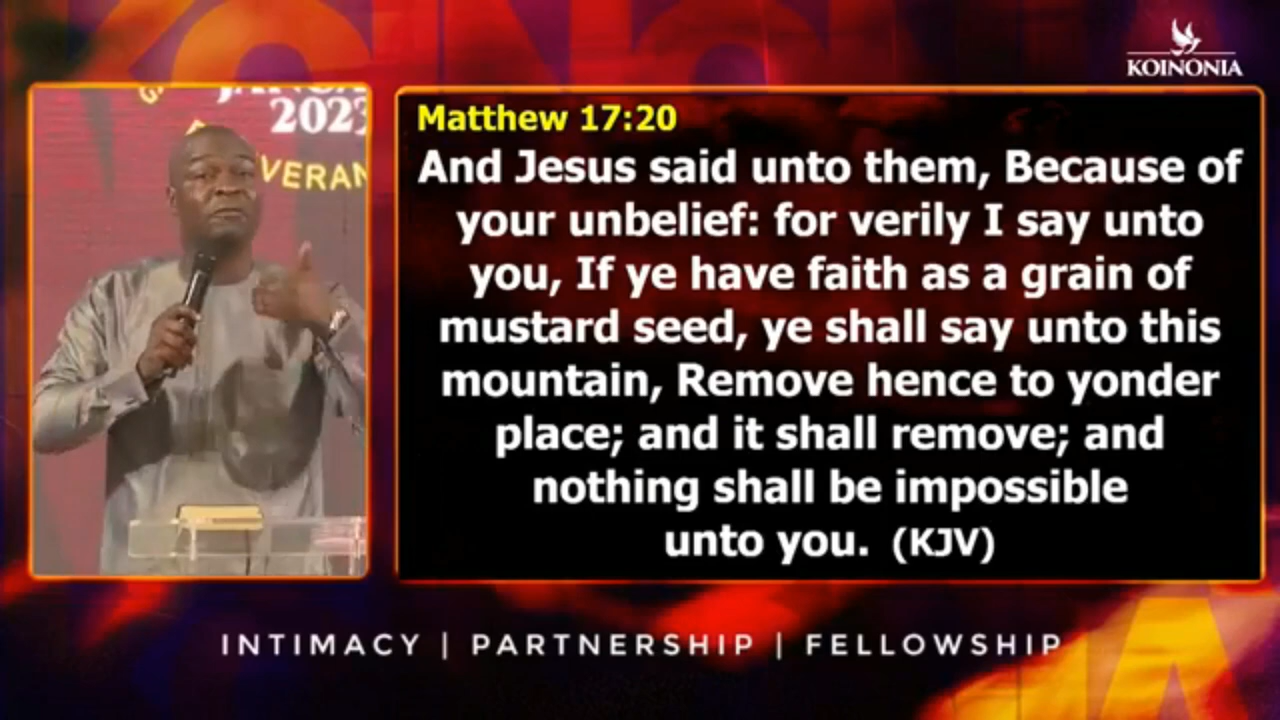 KOINONIA
2023
VERAN
Matthew 17:20
And Jesus said unto them, Because of
your unbelief: for verily I say unto
you, If ye have faith as a grain of
mustard seed, ye shall say unto this
mountain, Remove hence to yonder
place; and it shall remove; and
nothing shall be impossible
unto you. (KJV)
INTIMACY | PARTNERSHIP | FELLOWSHIP